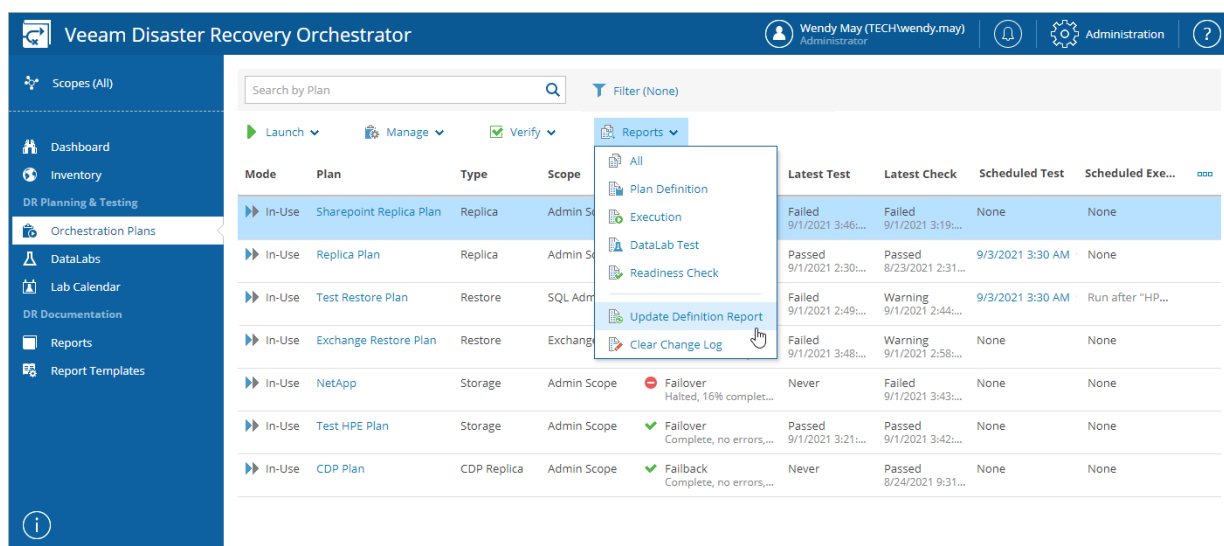 Veeam Disaster Recovery Orchestrator
Wendy May (TECH\wendy.may)
Administrator
Administration
?
Scopes (All)
Dashboard
Inventory
DR Planning & Testing
Orchestration Plans
DataLabs
Lab Calendar
DR Documentation
Reports
Report Templates
i
Search by Plan
Filter (None)
Launch
Manage
Verify
Reports
All
Plan Definition
Execution
DataLab Test
Readiness Check
Update Definition Report
Clear Change Log
Mode Plan Type Scope Latest Test Latest Check Scheduled Test Scheduled Exe...
In-Use Sharepoint Replica Plan Replica Admin Sc Failed Failed None None
9/1/2021 3:46:... 9/1/2021 3:19:...
In-Use Replica Plan Replica Admin Sc Passed Passed 9/3/2021 3:30 AM None
9/1/2021 2:30:... 8/23/2021 2:31...
In-Use Test Restore Plan Restore SQL Adm Failed Warning 9/3/2021 3:30 AM Run after "HP...
9/1/2021 2:49:... 9/1/2021 2:44:...
In-Use Exchange Restore Plan Restore Exchange Failed Warning None None
9/1/2021 3:48:... 9/1/2021 2:58:...
In-Use NetApp Storage Admin Scope Failover Never Failed None None
Halted, 16% complet... 9/1/2021 3:43:...
In-Use Test HPE Plan Storage Admin Scope Failover Passed Passed None None
Complete, no errors,... 9/1/2021 3:21:... 9/1/2021 3:42:...
In-Use CDP Plan CDP Replica Admin Scope Failback Never Passed None None
Complete, no errors,... 8/24/2021 9:31...